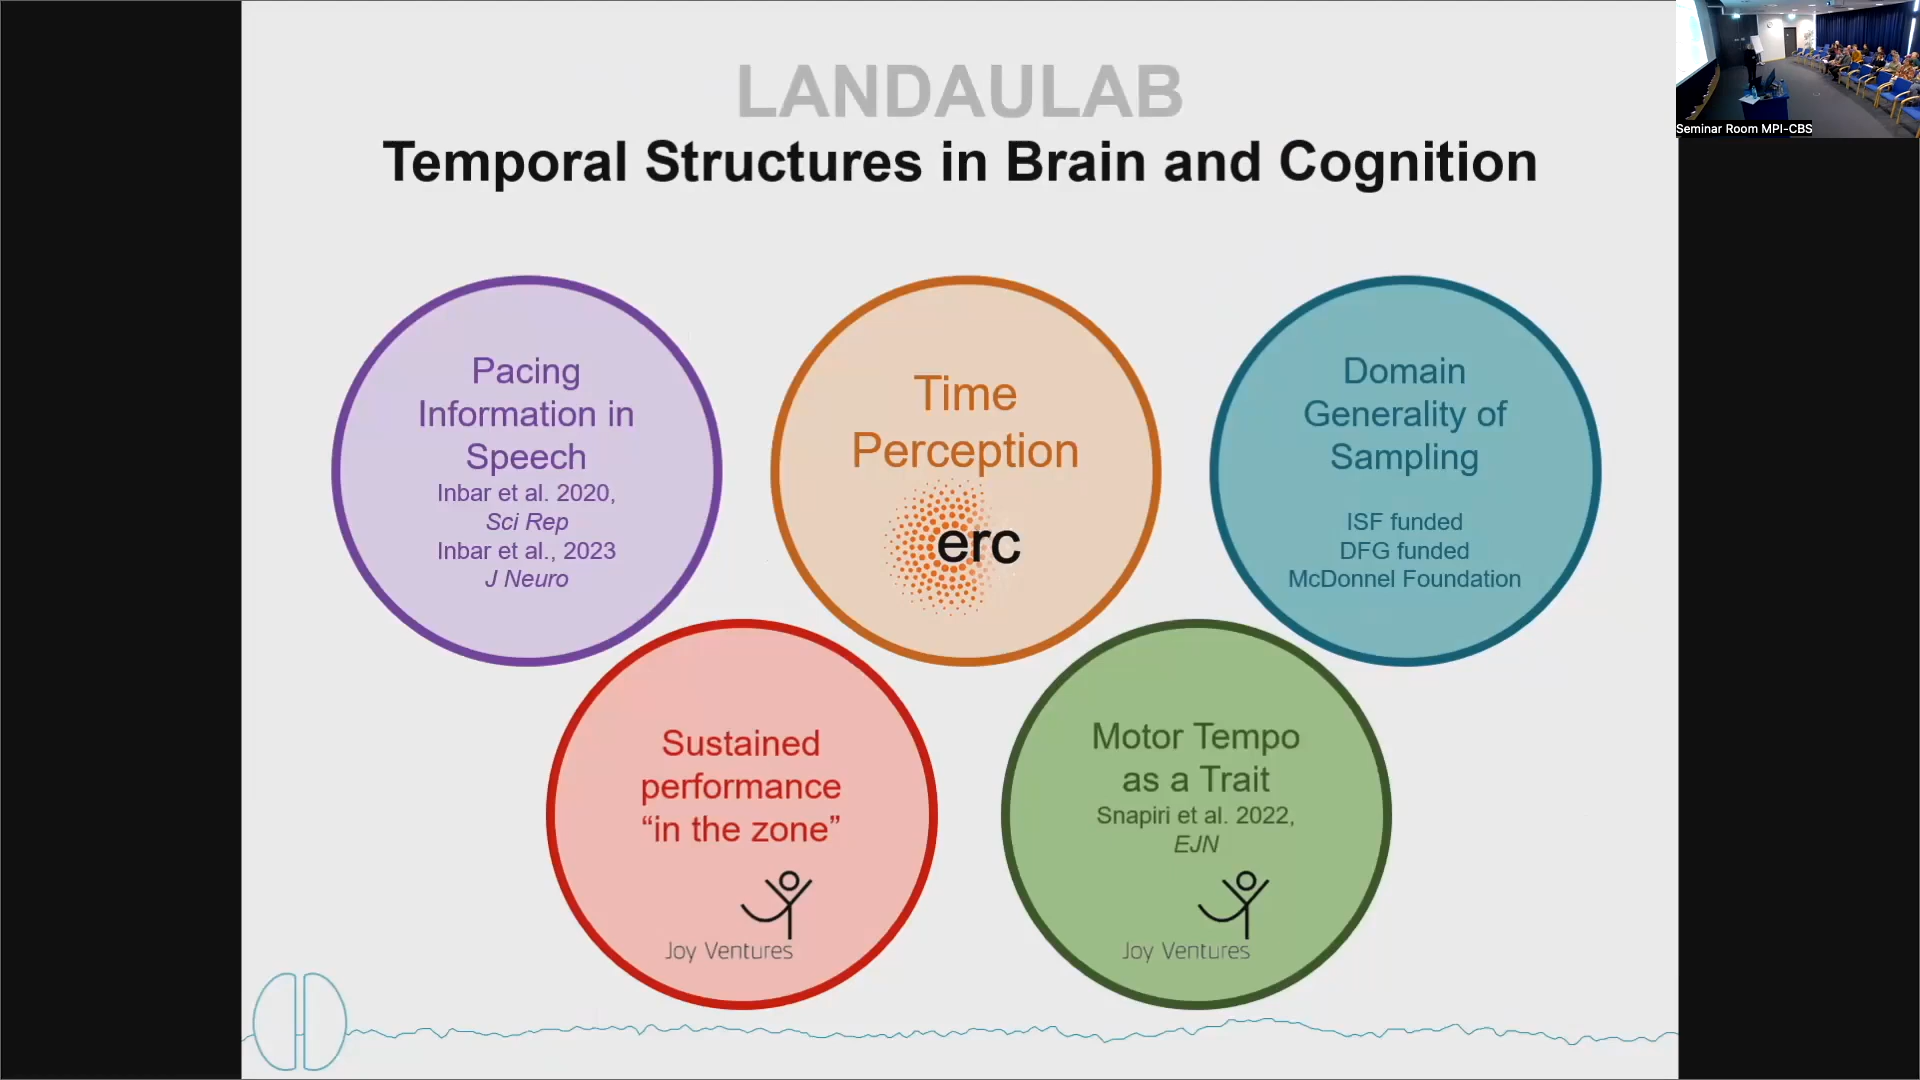 LANDAULAB
Temporal Structures in Brain and Cognition
Seminar Room MPI-CBS
Pacing
Information in
Speech
Inbar et al. 2020,
Sci Rep
Inbar et al., 2023
J Neuro
Time
Perception
erc
Domain
Generality of
Sampling
ISF funded
DFG funded
McDonnel Foundation
Sustained
performance
“in the zone”
Joy Ventures
Motor Tempo
as a Trait
Snapiri et al. 2022,
EJN
Joy Ventures